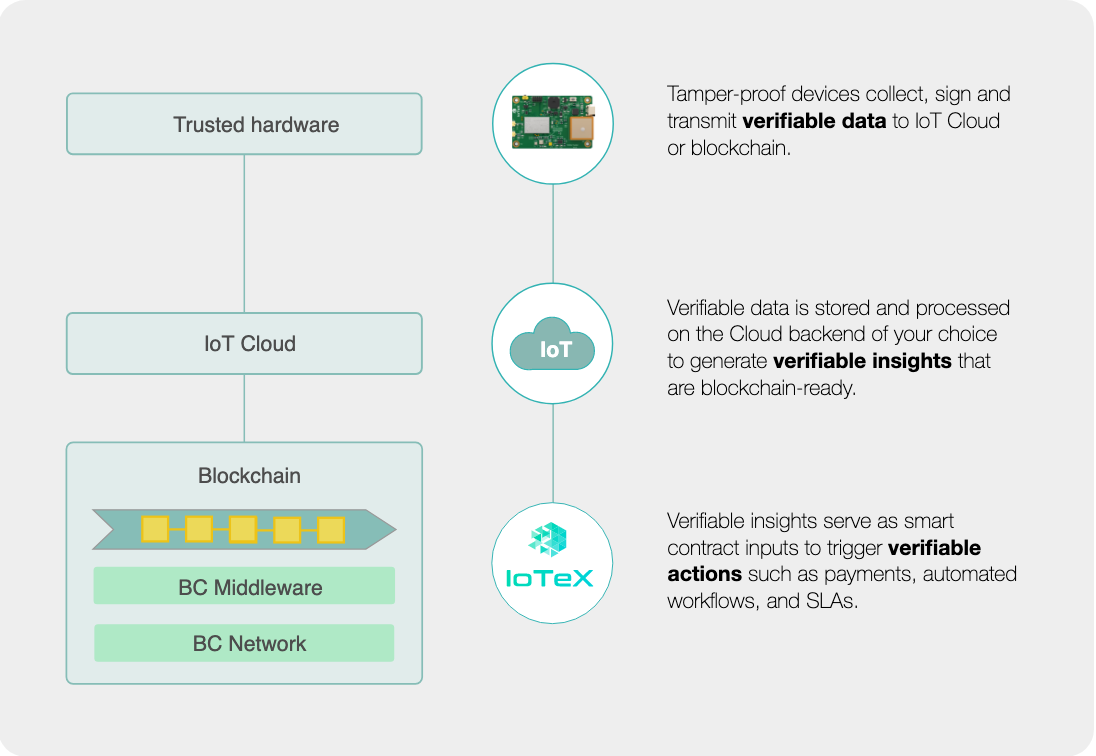 Trusted hardware
Tamper-proof devices collect, sign and
transmit verifiable data to IoT Cloud
or blockchain.
IoT Cloud
IoT
Verifiable data is stored and processed
on the Cloud backend of your choice
to generate verifiable insights that
are blockchain-ready.
Blockchain
BC Middleware
BC Network
IoTeX
Verifiable insights serve as smart
contract inputs to trigger verifiable
actions such as payments, automated
workflows, and SLAs.